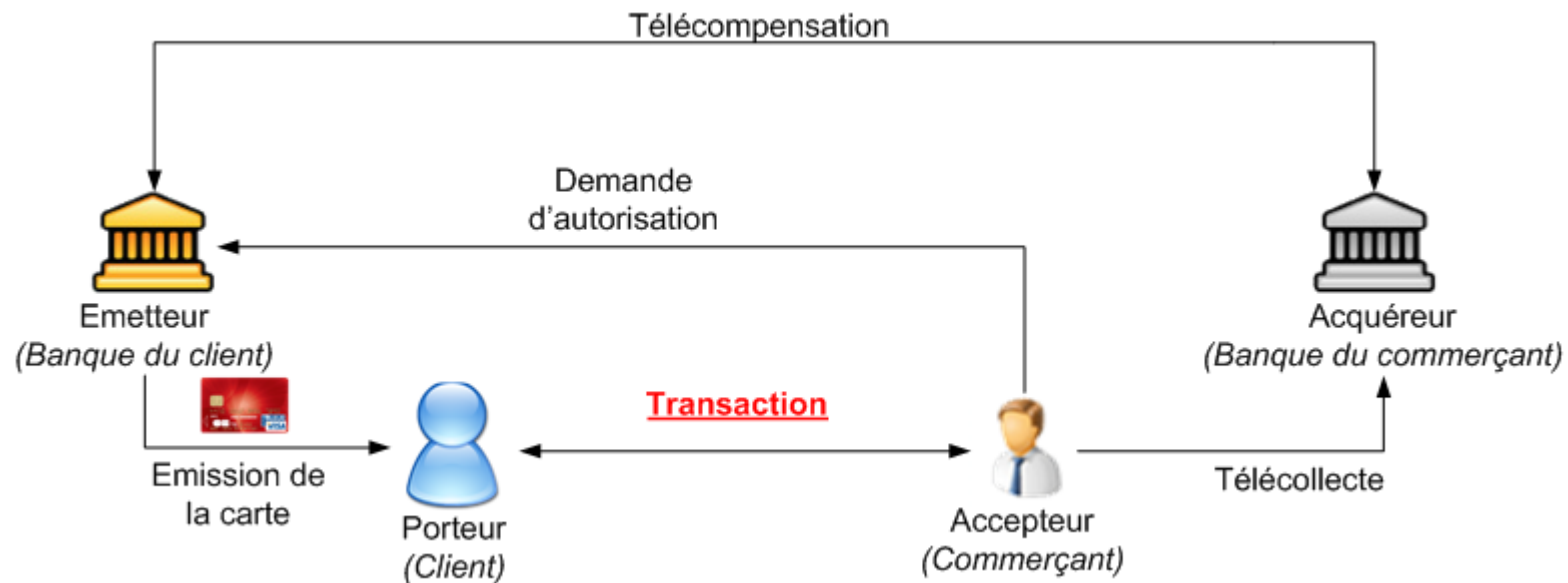 Télécompensation
Demande
d'autorisation
Emetteur
(Banque du client)
Acquéreur
(Banque du commerçant)
VISA
Transaction
Emission de
la carte
Télécollecte
Porteur
(Client)
Accepteur
(Commerçant)